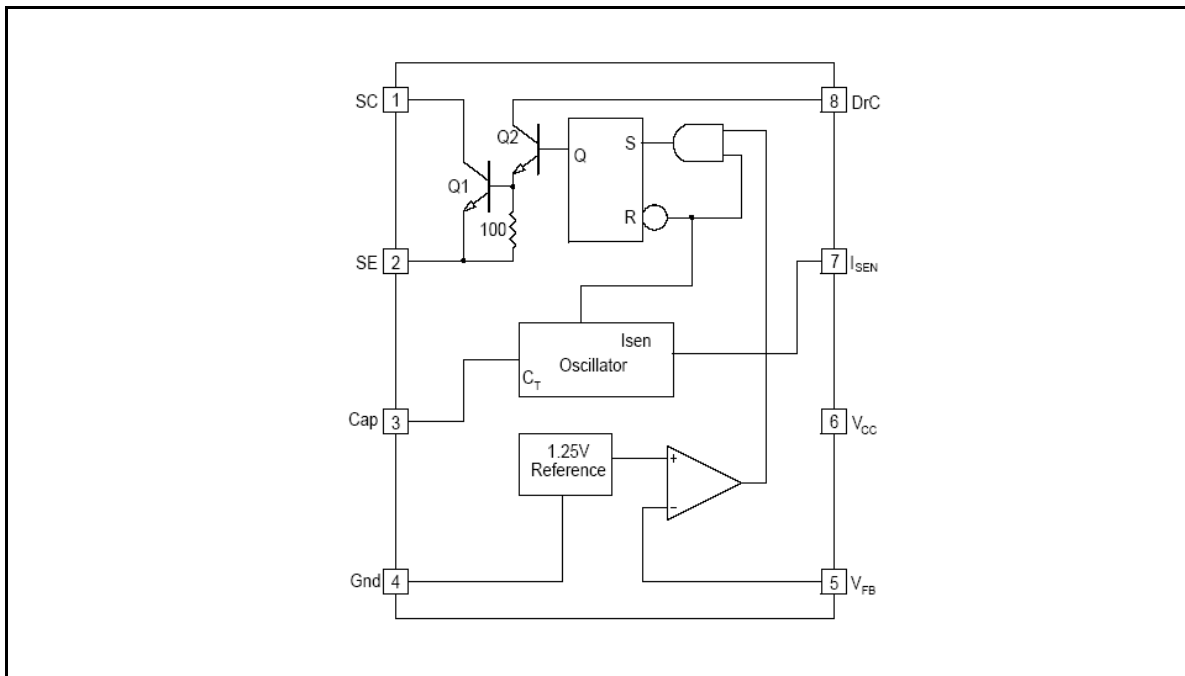 SC 1
8 DrC
Q2
Q
S
Q1
R
100
SE 2
7 ISEN
Isen
Oscillator
CT
Cap 3
6 VCC
1.25V
Reference
+
−
Gnd 4
5 VFB